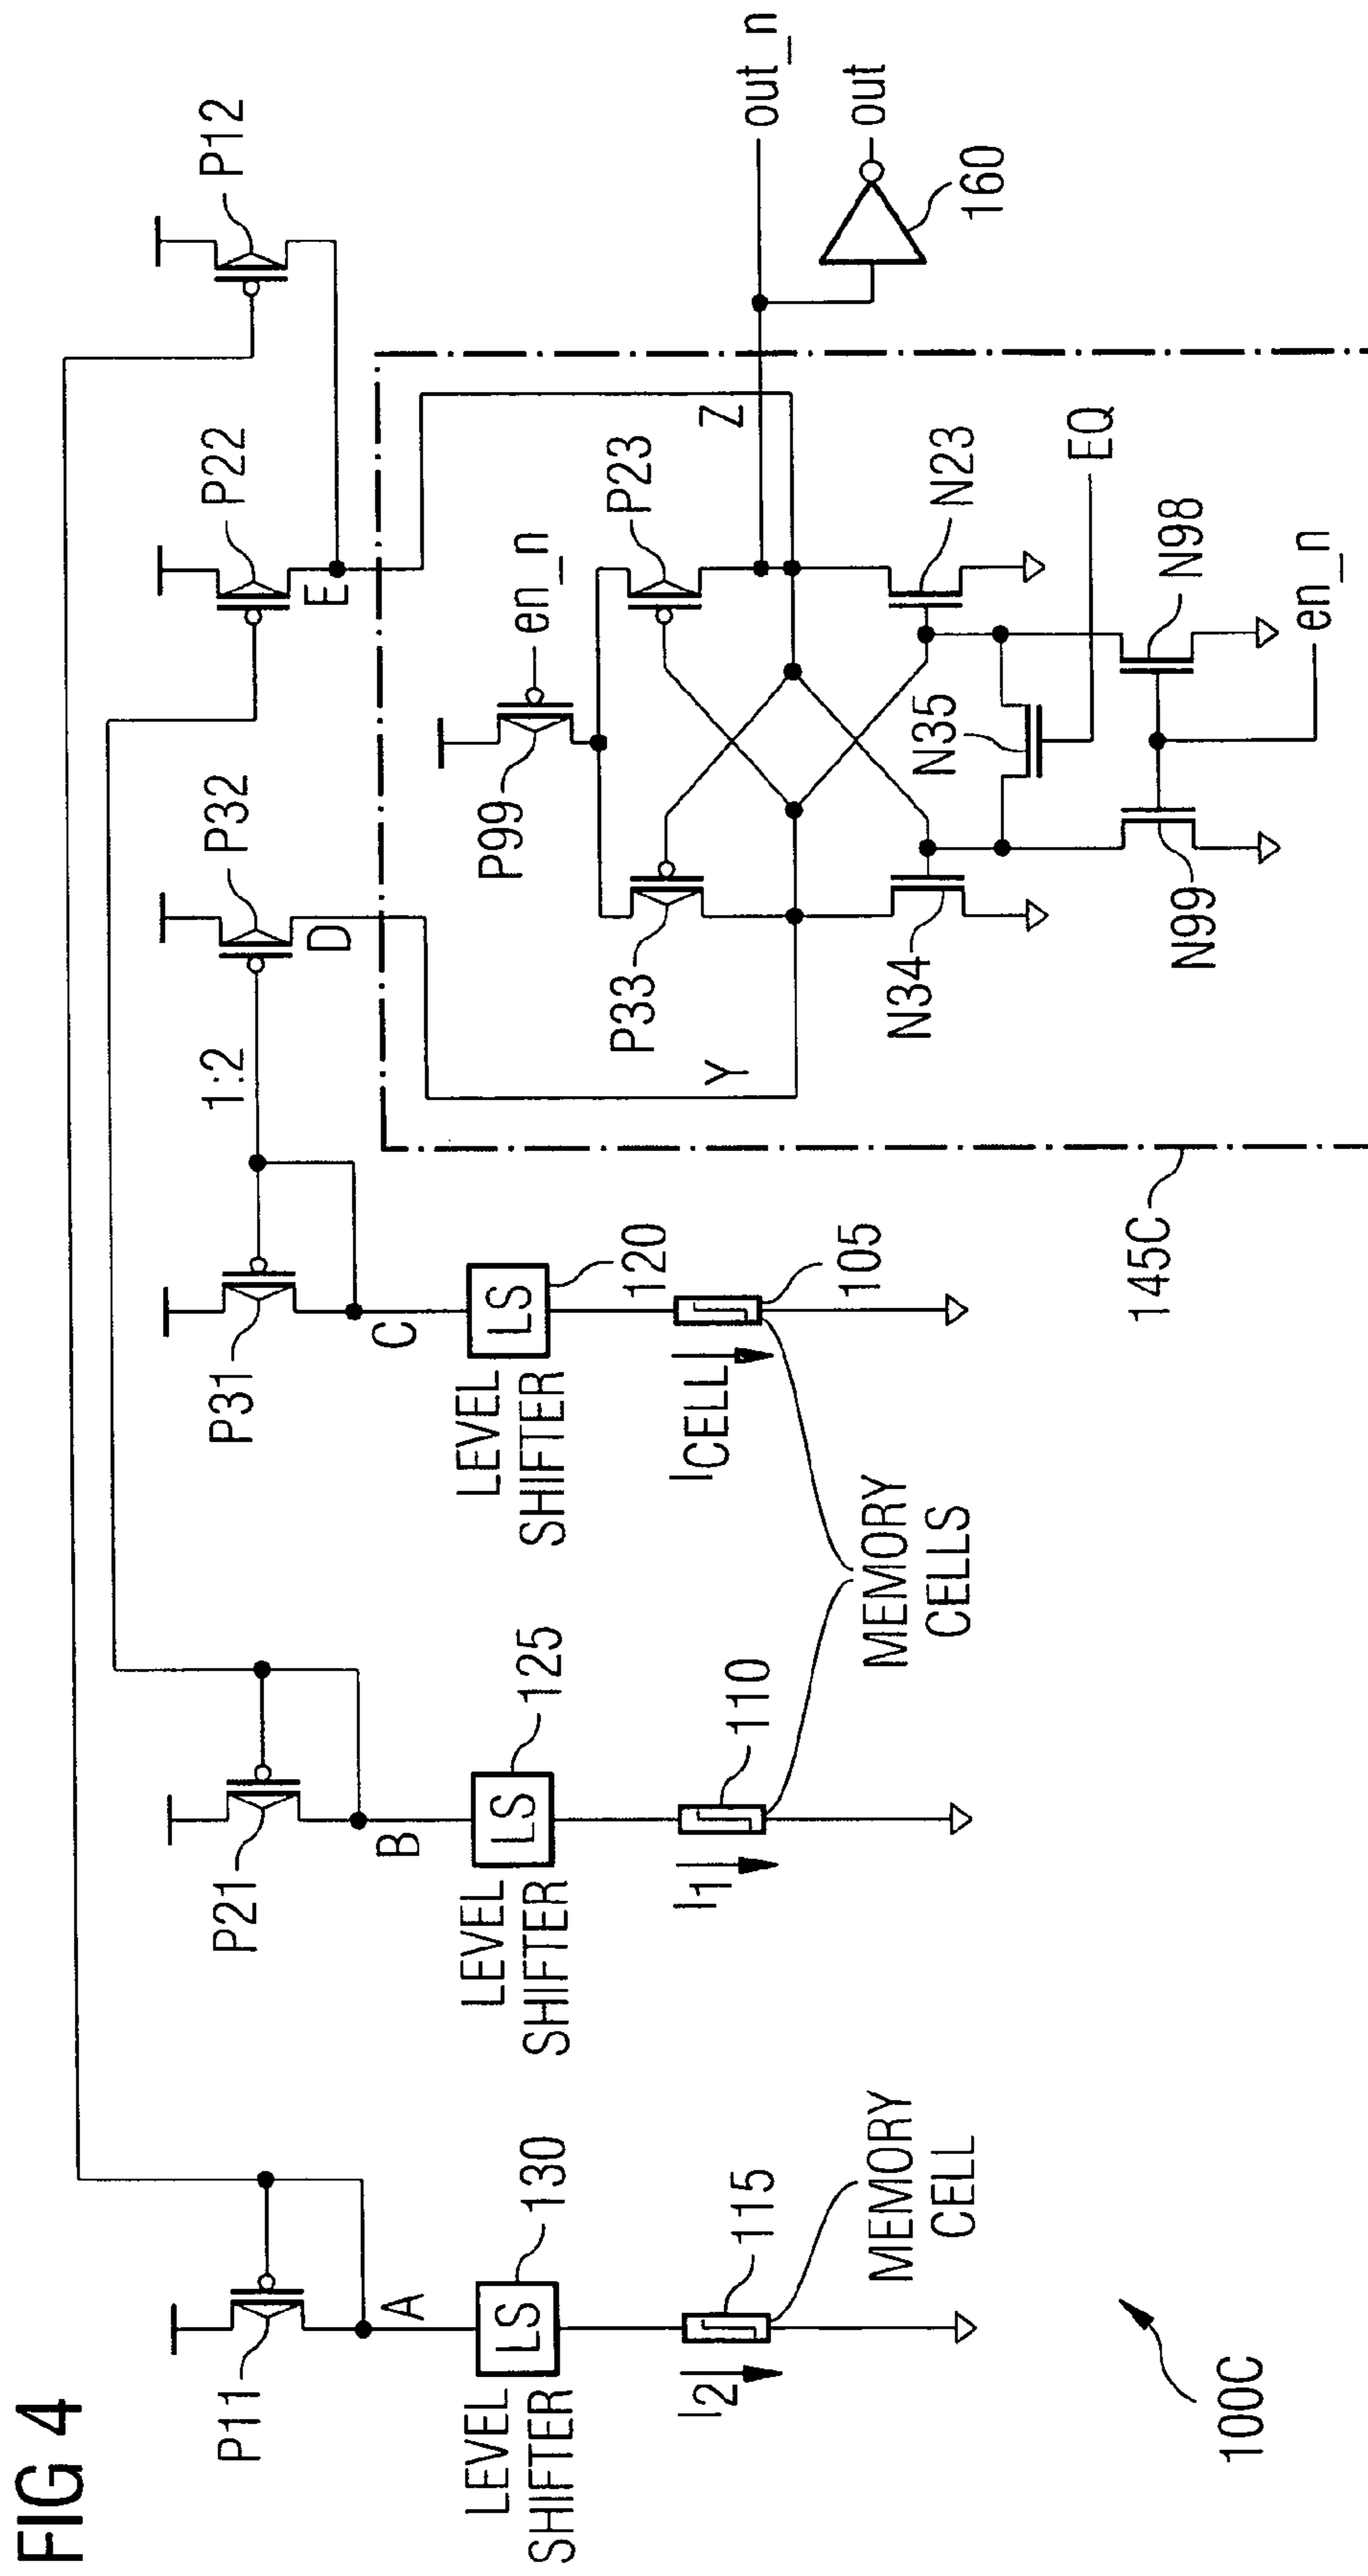 FIG 4
P11
A
LS
130
LEVEL
SHIFTER
115
I2
MEMORY
CELL
100C
P21
B
LS
125
LEVEL
SHIFTER
110
I1
MEMORY
CELLS
P31
C
LS
120
LEVEL
SHIFTER
105
ICELL
1:2
P32
D
P22
E
P12
145C
Y
Z
P99
en_n
P33
P23
N34
N23
N35
EQ
N99
N98
en_n
out_n
out
160